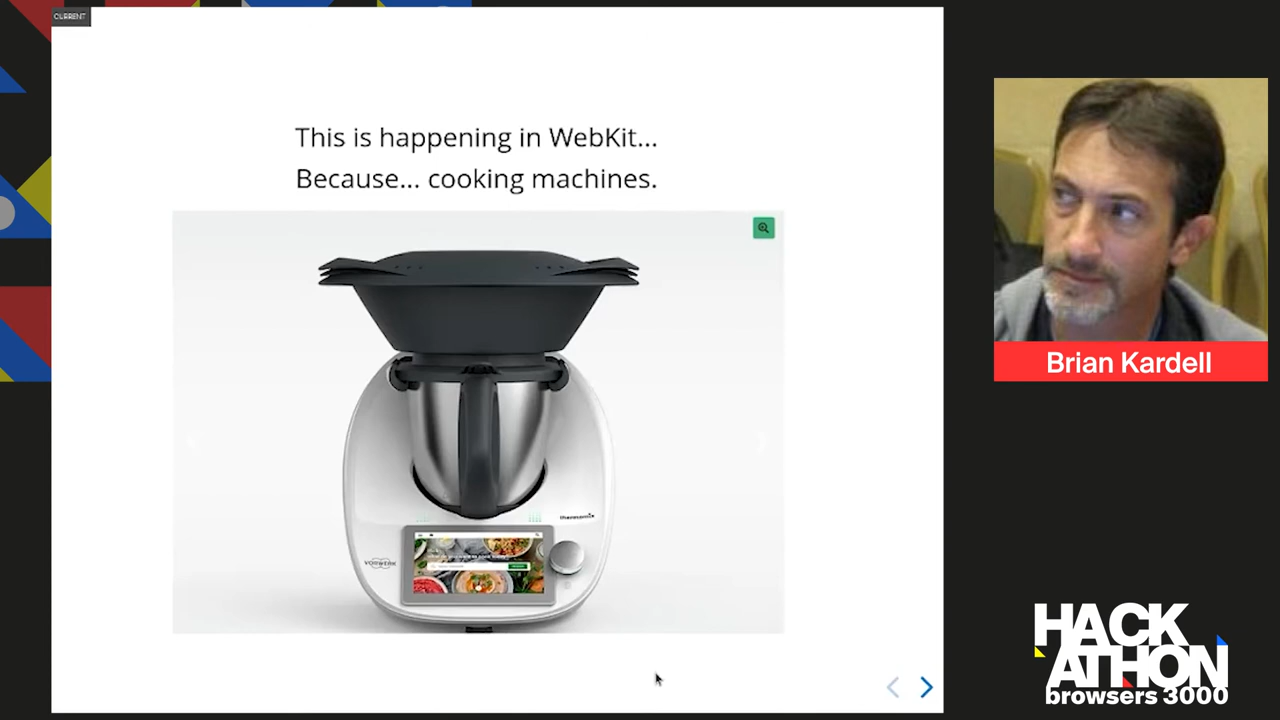 CURRENT
This is happening in WebKit...
Because... cooking machines.
thermomix
VORWERK
Brian Kardell
HACK
ATHON
browsers 3000